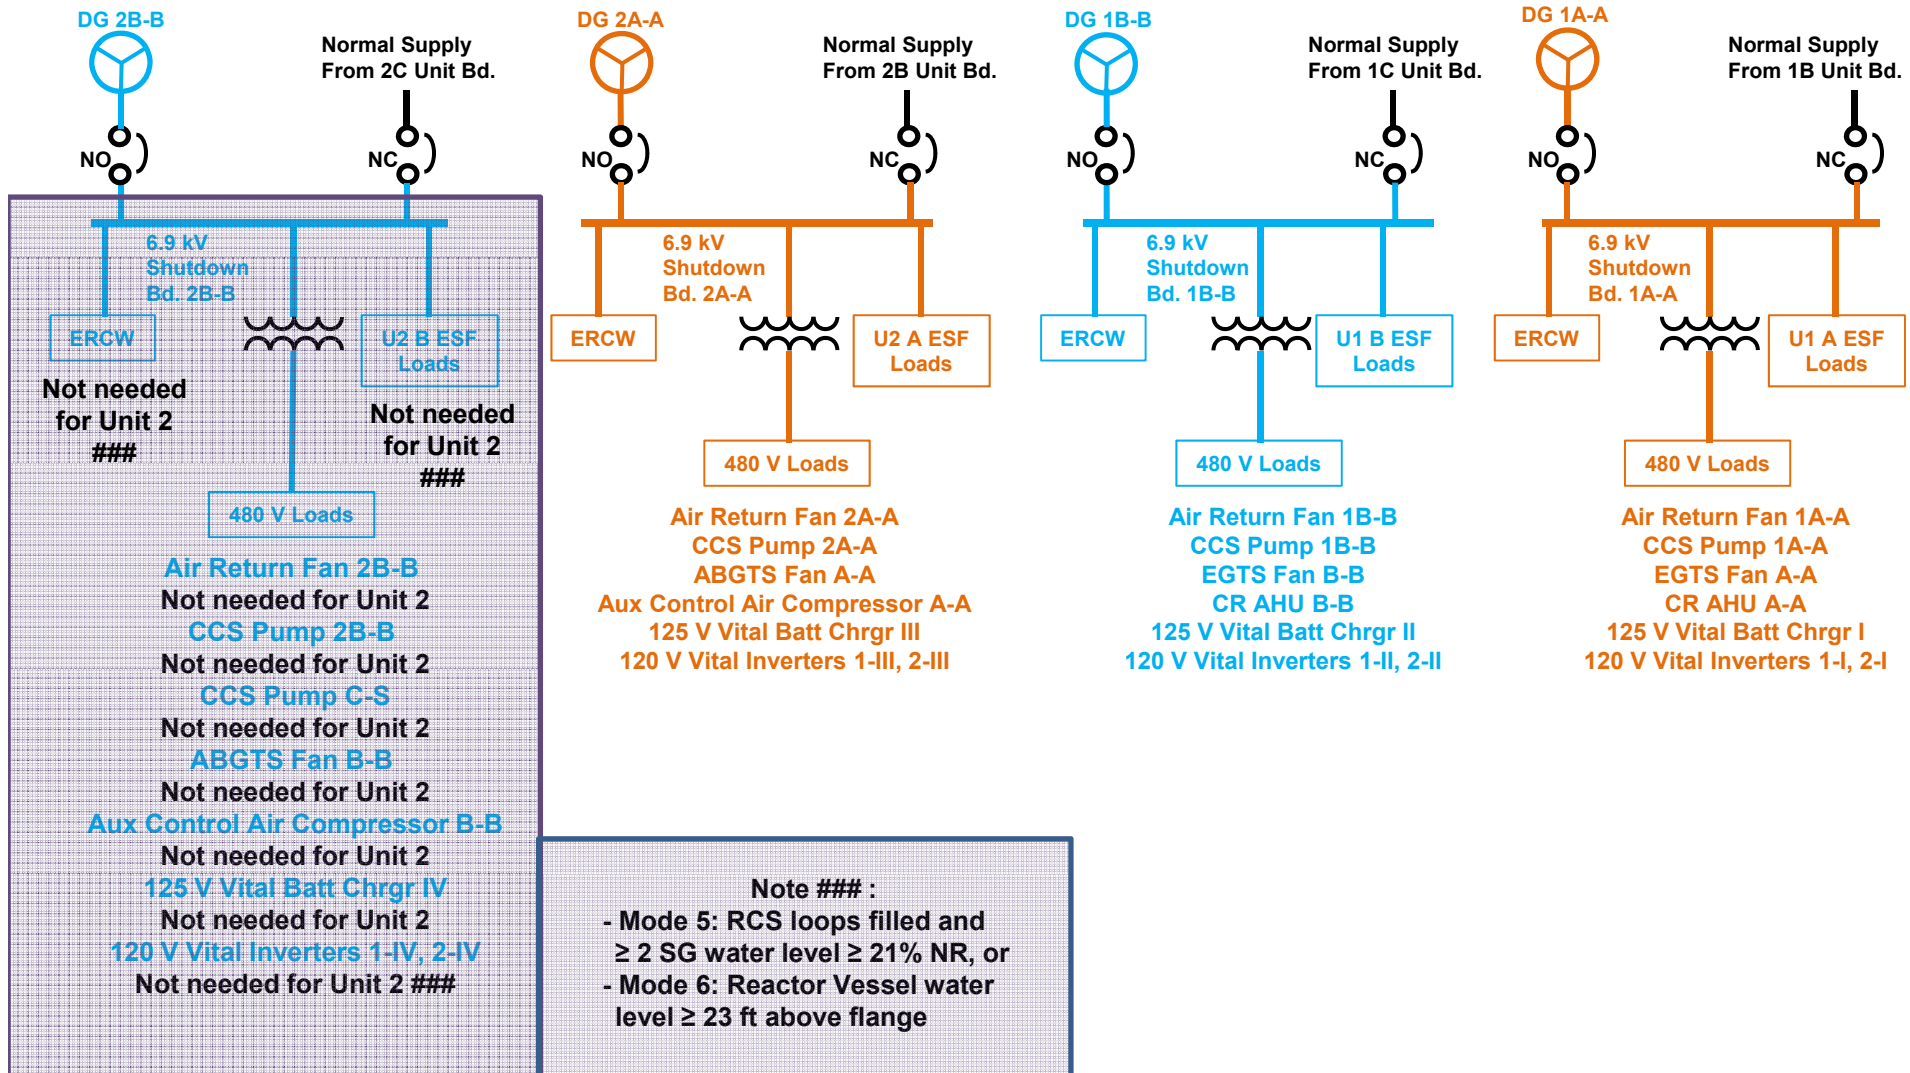 DG 2B-B
Normal Supply
From 2C Unit Bd.
NO
NC
6.9 kV
Shutdown
Bd. 2B-B
ERCW
U2 B ESF
Loads
Not needed
for Unit 2
###
Not needed
for Unit 2
###
480 V Loads
Air Return Fan 2B-B
Not needed for Unit 2
CCS Pump 2B-B
Not needed for Unit 2
CCS Pump C-S
Not needed for Unit 2
ABGTS Fan B-B
Not needed for Unit 2
Aux Control Air Compressor B-B
Not needed for Unit 2
125 V Vital Batt Chrgr IV
Not needed for Unit 2
120 V Vital Inverters 1-IV, 2-IV
Not needed for Unit 2 ###
DG 2A-A
Normal Supply
From 2B Unit Bd.
NO
NC
6.9 kV
Shutdown
Bd. 2A-A
ERCW
U2 A ESF
Loads
480 V Loads
Air Return Fan 2A-A
CCS Pump 2A-A
ABGTS Fan A-A
Aux Control Air Compressor A-A
125 V Vital Batt Chrgr III
120 V Vital Inverters 1-III, 2-III
DG 1B-B
Normal Supply
From 1C Unit Bd.
NO
NC
6.9 kV
Shutdown
Bd. 1B-B
ERCW
U1 B ESF
Loads
480 V Loads
Air Return Fan 1B-B
CCS Pump 1B-B
EGTS Fan B-B
CR AHU B-B
125 V Vital Batt Chrgr II
120 V Vital Inverters 1-II, 2-II
DG 1A-A
Normal Supply
From 1B Unit Bd.
NO
NC
6.9 kV
Shutdown
Bd. 1A-A
ERCW
U1 A ESF
Loads
480 V Loads
Air Return Fan 1A-A
CCS Pump 1A-A
EGTS Fan A-A
CR AHU A-A
125 V Vital Batt Chrgr I
120 V Vital Inverters 1-I, 2-I
Note ### :
- Mode 5: RCS loops filled and
≥ 2 SG water level ≥ 21% NR, or
- Mode 6: Reactor Vessel water
level ≥ 23 ft above flange